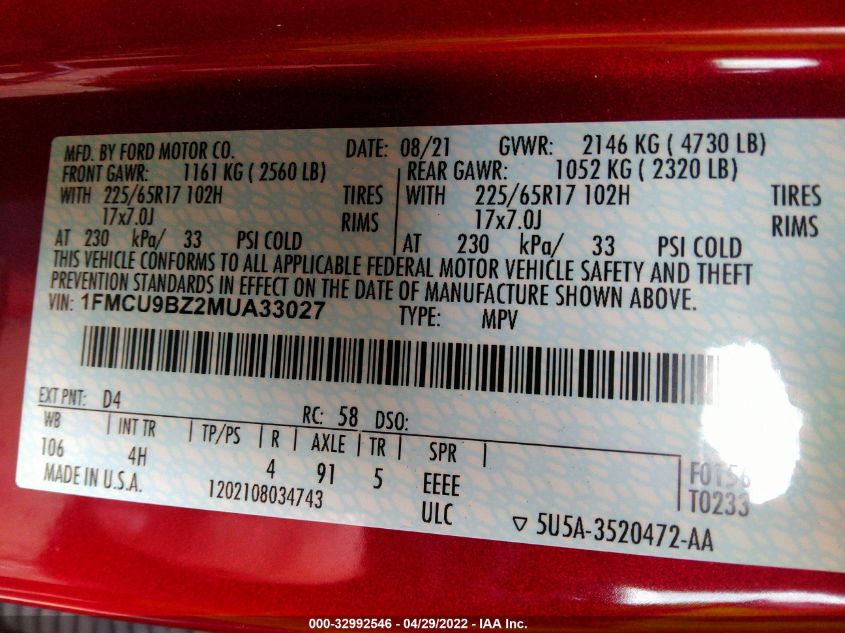 MFD. BY FORD MOTOR CO. DATE: 08/21 GVWR: 2146 KG ( 4730 LB)
FRONT GAWR: 1161 KG ( 2560 LB) REAR GAWR: 1052 KG ( 2320 LB)
WITH 225/65R17 102H TIRES WITH 225/65R17 102H TIRES
17x7.0J RIMS 17x7.0J RIMS
AT 230 kPa/ 33 PSI COLD AT 230 kPa/ 33 PSI COLD
THIS VEHICLE CONFORMS TO ALL APPLICABLE FEDERAL MOTOR VEHICLE SAFETY AND THEFT
PREVENTION STANDARDS IN EFFECT ON THE DATE OF MANUFACTURE SHOWN ABOVE.
VIN: 1FMCU9BZ2MUA33027 TYPE: MPV
EXT PNT: D4 RC: 58 DSO:
WB INT TR TP/PS R AXLE TR SPR
106 4H 4 91 5 EEEE F0156
MADE IN U.S.A. 1202108034743 ULC T0233
5U5A-3520472-AA
000-32992546 - 04/29/2022 - IAA Inc.